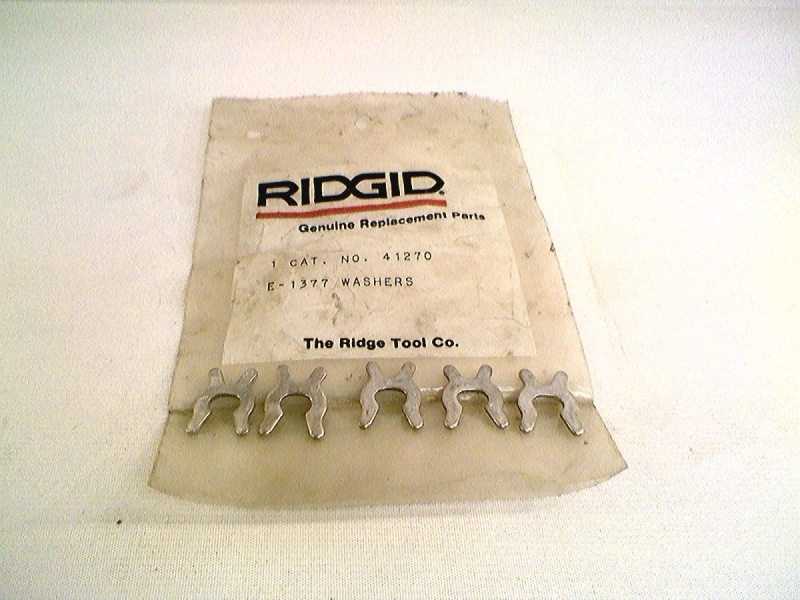 RIDGID
Genuine Replacement Parts
1 CAT. NO. 41270
E-1377 WASHERS
The Ridge Tool Co.